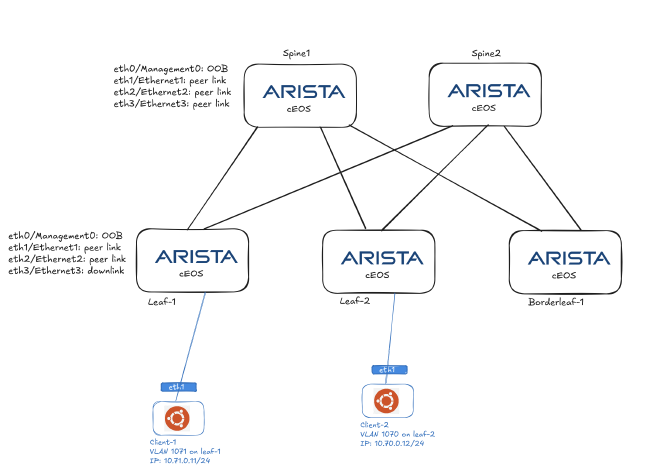 Spine1
Spine2
eth0/Management0: OOB
eth1/Ethernet1: peer link
eth2/Ethernet2: peer link
eth3/Ethernet3: peer link
ARISTA
cEOS
ARISTA
cEOS
eth0/Management0: OOB
eth1/Ethernet1: peer link
eth2/Ethernet2: peer link
eth3/Ethernet3: downlink
ARISTA
cEOS
ARISTA
cEOS
ARISTA
cEOS
Leaf-1
Leaf-2
Borderleaf-1
eth1
eth1
Client-1
VLAN 1071 on leaf-1
IP: 10.71.0.11/24
Client-2
VLAN 1070 on leaf-2
IP: 10.70.0.12/24